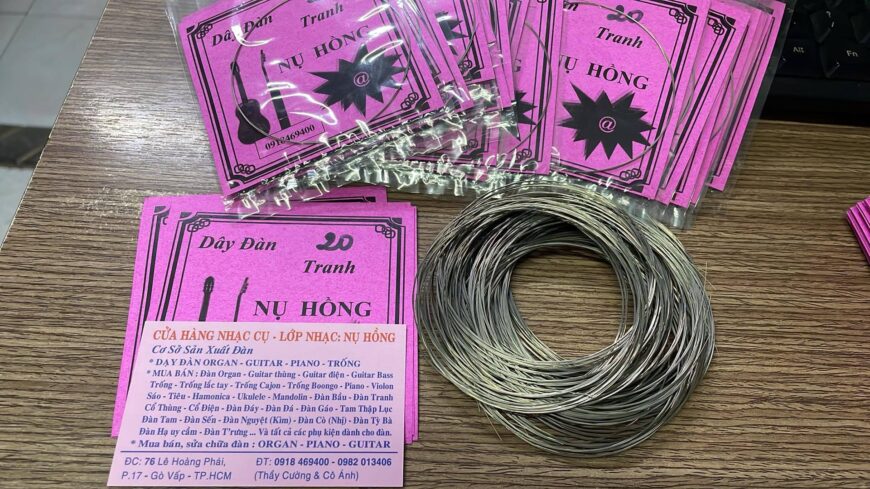 Dây Đàn
Tranh
NỤ HỒNG
@
0918469400
20
Tranh
NỤ HỒNG
@
Alt
Fn
Dây Đàn 20
Tranh
NỤ HỒNG
CỬA HÀNG NHẠC CỤ - LỚP NHẠC: NỤ HỒNG
Cơ Sở Sản Xuất Đàn
* DẠY ĐÀN ORGAN - GUITAR - PIANO - TRỐNG
* MUA BÁN : Đàn Organ - Guitar thùng - Guitar điện - Guitar Bass
Trống - Trống lắc tay - Trống Cajon - Trống Boongo - Piano - Violon
Sáo - Tiêu - Hamonica - Ukulele - Mandolin - Đàn Bầu - Đàn Tranh
Cổ Thùng - Cổ Điện - Đàn Đáy - Đàn Đá - Đàn Gáo - Tam Thập Lục
Đàn Tam - Đàn Sến - Đàn Nguyệt (Kìm) - Đàn Cò (Nhị) - Đàn Tỳ Bà
Đàn Hạ uy cầm - Đàn T'rưng ... Và tất cả các phụ kiện dành cho đàn.
* Mua bán, sửa chữa đàn : ORGAN - PIANO - GUITAR
ĐC: 76 Lê Hoàng Phái, ĐT: 0918 469400 - 0982 013406
P.17 - Gò Vấp - TP.HCM (Thầy Cường & Cô Ánh)